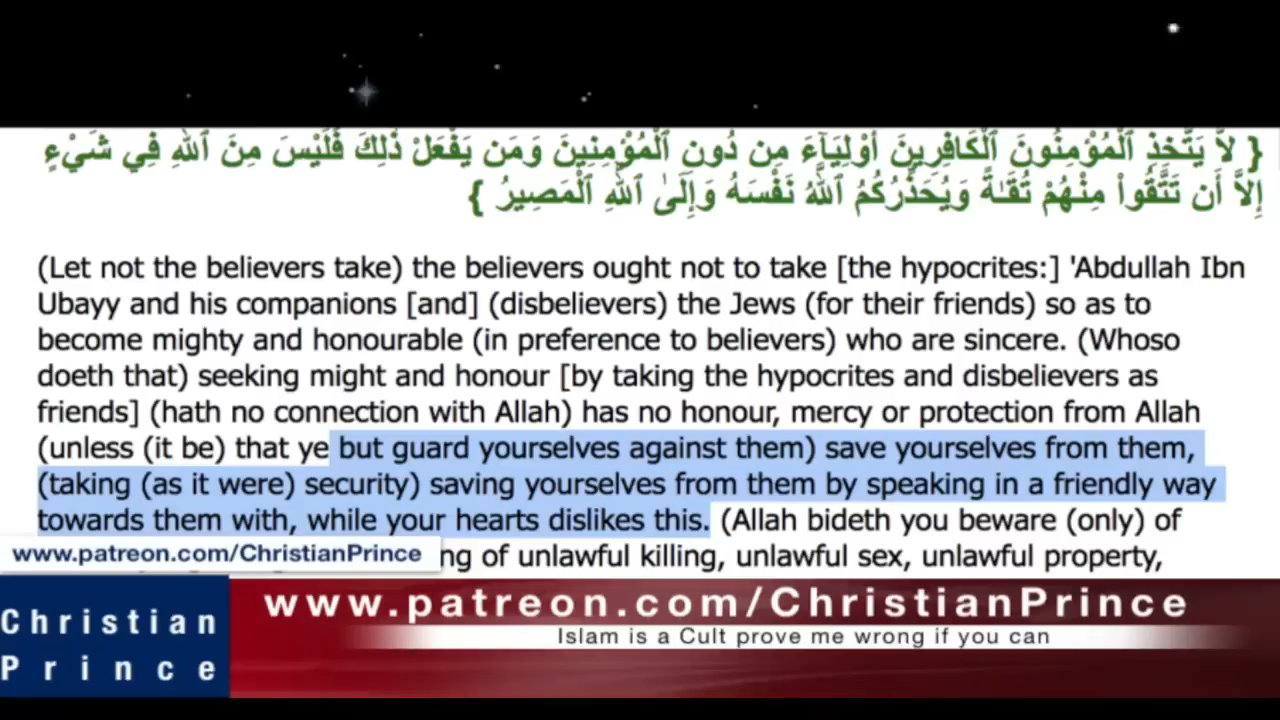 { لاَّ يَتَّخِذِ ٱلْمُؤْمِنُونَ ٱلْكَافِرِينَ أَوْلِيَآءَ مِن دُونِ ٱلْمُؤْمِنِينَ وَمَن يَفْعَلْ ذٰلِكَ فَلَيْسَ مِنَ ٱللَّهِ فِي شَيْءٍ
إِلاَّ أَن تَتَّقُواْ مِنْهُمْ تُقَـٰةً وَيُحَذِّرُكُمُ ٱللَّهُ نَفْسَهُ وَإِلَىٰ ٱللَّهِ ٱلْمَصِيرُ }
(Let not the believers take) the believers ought not to take [the hypocrites:] 'Abdullah Ibn
Ubayy and his companions [and] (disbelievers) the Jews (for their friends) so as to
become mighty and honourable (in preference to believers) who are sincere. (Whoso
doeth that) seeking might and honour [by taking the hypocrites and disbelievers as
friends] (hath no connection with Allah) has no honour, mercy or protection from Allah
(unless (it be) that ye but guard yourselves against them) save yourselves from them,
(taking (as it were) security) saving yourselves from them by speaking in a friendly way
towards them with, while your hearts dislikes this. (Allah bideth you beware (only) of
of unlawful killing, unlawful sex, unlawful property,
www.patreon.com/ChristianPrince
www.patreon.com/ChristianPrince
Islam is a Cult prove me wrong if you can
Christian
Prince